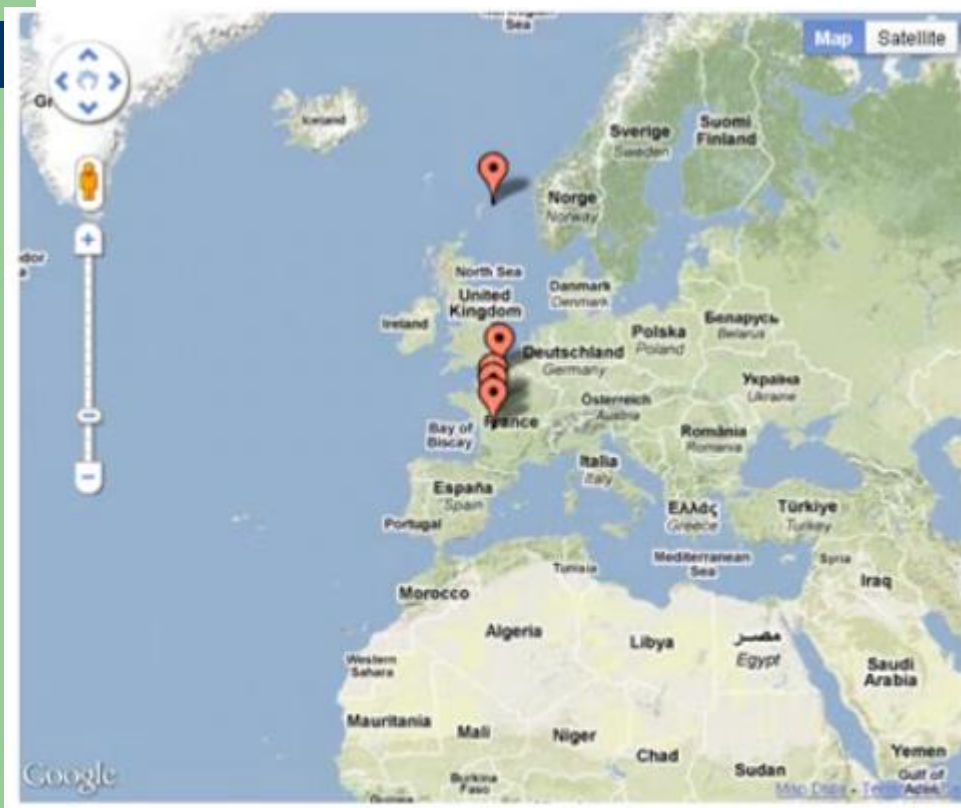 Sea
Map
Satellite
Gr
Iceland
Sverige
Sweden
Suomi
Finland
Norge
Norway
North Sea
United
Kingdom
Danmark
Denmark
Ireland
Polska
Poland
Беларусь
Belarus
Deutschland
Germany
Україна
Ukraine
Österreich
Austria
France
Bay of
Biscay
România
Romania
Italia
Italy
España
Spain
Portugal
Ελλάς
Greece
Türkiye
Turkey
Mediterranean
Sea
Tunisia
Syria
Iraq
Morocco
Algeria
Libya
مصر
Egypt
Western
Sahara
Saudi
Arabia
Mauritania
Mali
Niger
Chad
Sudan
Yemen
Gulf of
Aden
Burkina
Faso
Google
Map Data